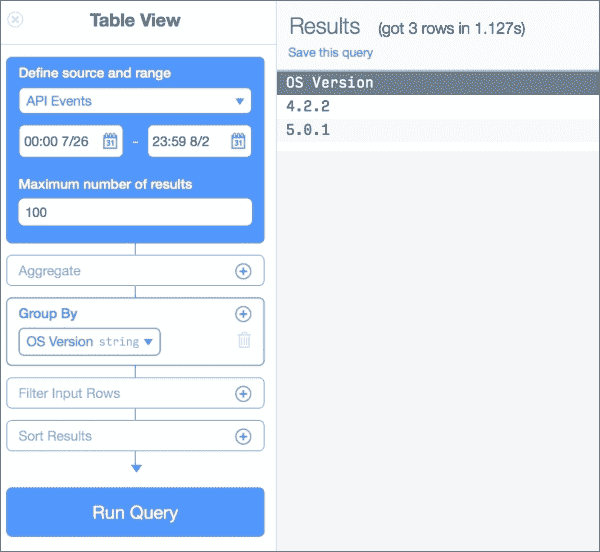 Table View
Define source and range
API Events
00:00 7/26 31 - 23:59 8/2 31
Maximum number of results
100
Aggregate
Group By
OS Version string
Filter Input Rows
Sort Results
Run Query
Results (got 3 rows in 1.127s)
Save this query
OS Version
4.2.2
5.0.1